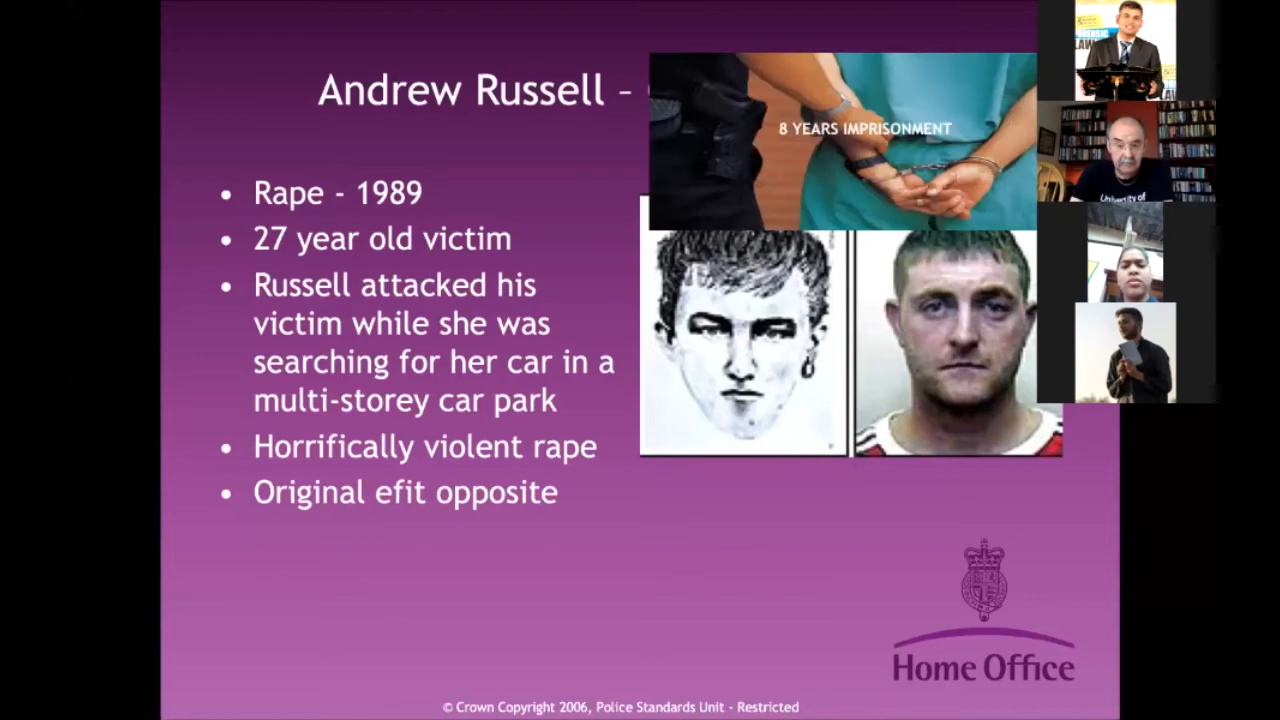 Andrew Russell –
8 YEARS IMPRISONMENT
• Rape - 1989
• 27 year old victim
• Russell attacked his
victim while she was
searching for her car in a
multi-storey car park
• Horrifically violent rape
• Original efit opposite
University of
Home Office
© Crown Copyright 2006, Police Standards Unit - Restricted